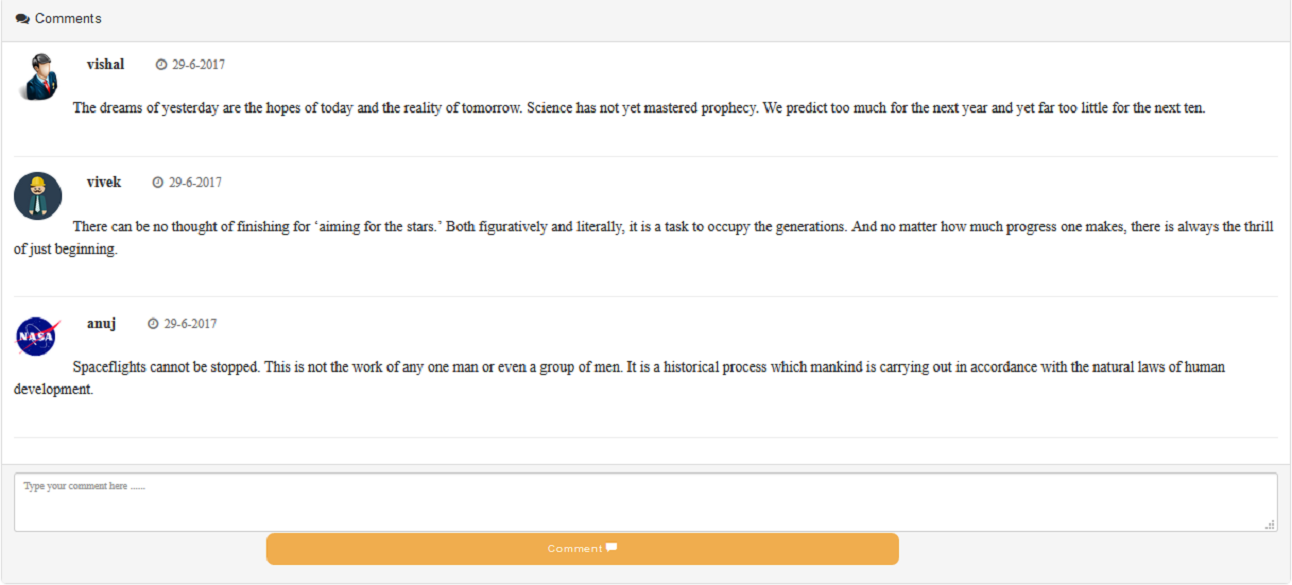 Comments
vishal 29-6-2017
The dreams of yesterday are the hopes of today and the reality of tomorrow. Science has not yet mastered prophecy. We predict too much for the next year and yet far too little for the next ten.
vivek 29-6-2017
There can be no thought of finishing for ‘aiming for the stars.’ Both figuratively and literally, it is a task to occupy the generations. And no matter how much progress one makes, there is always the thrill
of just beginning.
anuj 29-6-2017
NASA
Spaceflights cannot be stopped. This is not the work of any one man or even a group of men. It is a historical process which mankind is carrying out in accordance with the natural laws of human
development.
Type your comment here ......
Comment